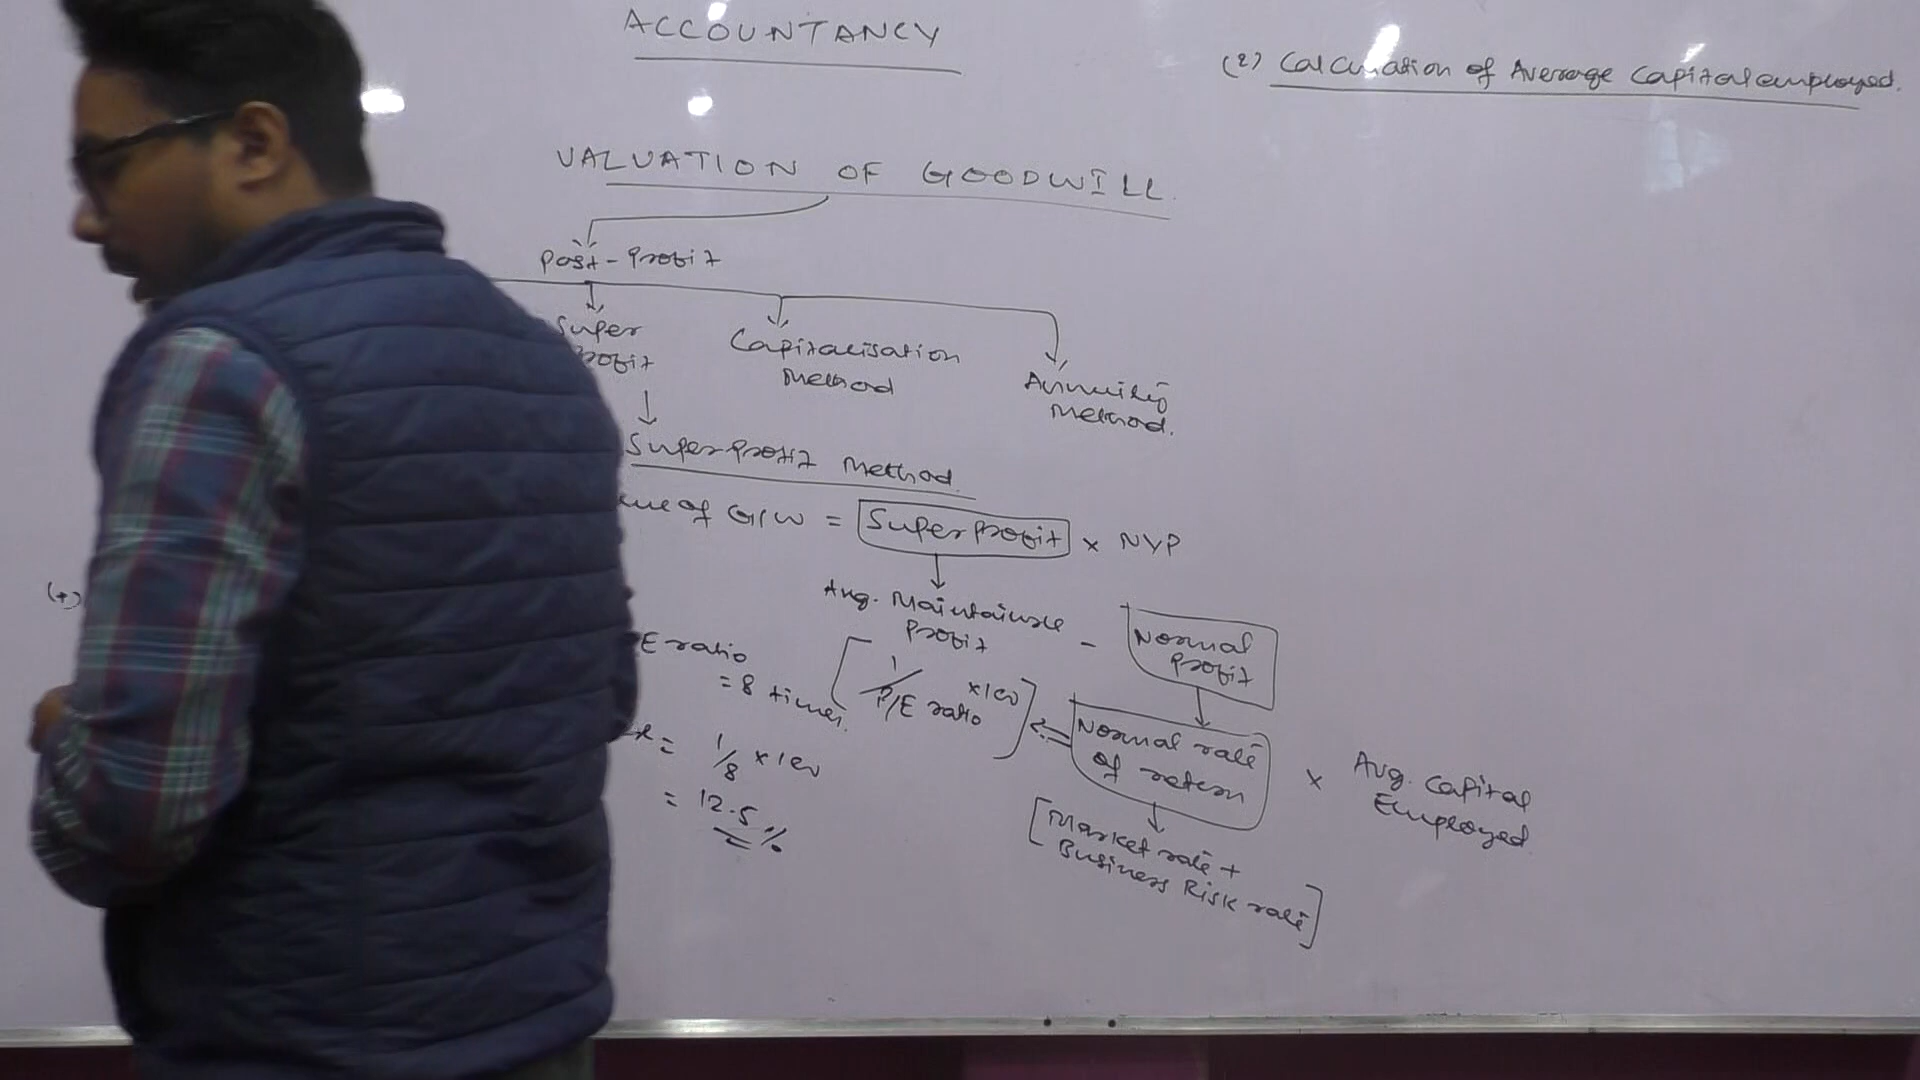 ACCOUNTANCY
VALUATION OF GOODWILL
Past-Profit
Super
Profit
Capitalisation
Method
Annuity
Method.
Super Profit Method
of G/W = Super Profit × NYP
Avg. Maintainable
Profit
-
Normal
Profit
E ratio
= 8 times.
1/P/E ratio × 100
Normal rate
of return
× Avg. Capital
Employed
= 1/8 × 100
= 12.5%
[Market rate +
Business Risk rate]
(2) Calculation of Average Capital employed.